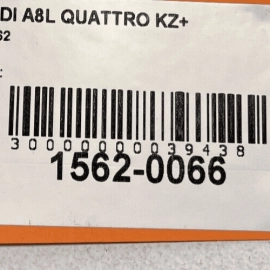 DI A8L QUATTRO KZ+
62
:
3000000039438
1562-0066